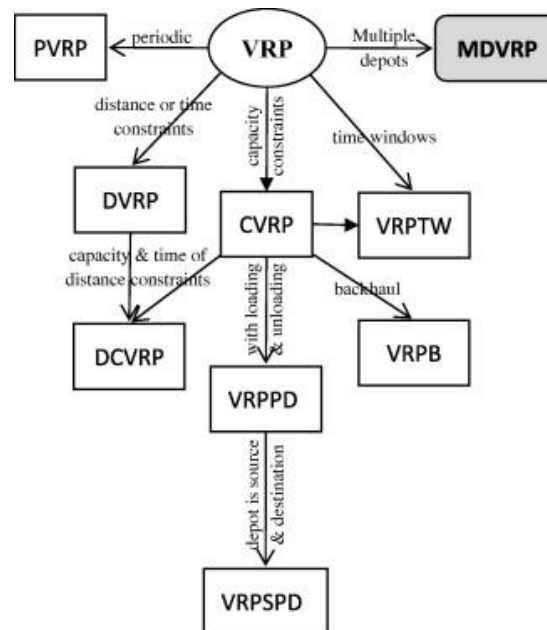 PVRP
periodic
VRP
Multiple
depots
MDVRP
distance or time
constraints
capacity
constraints
time windows
DVRP
CVRP
VRPTW
capacity & time of
distance constraints
with loading
& unloading
backhaul
DCVRP
VRPB
VRPPD
depot is source
& destination
VRPSPD